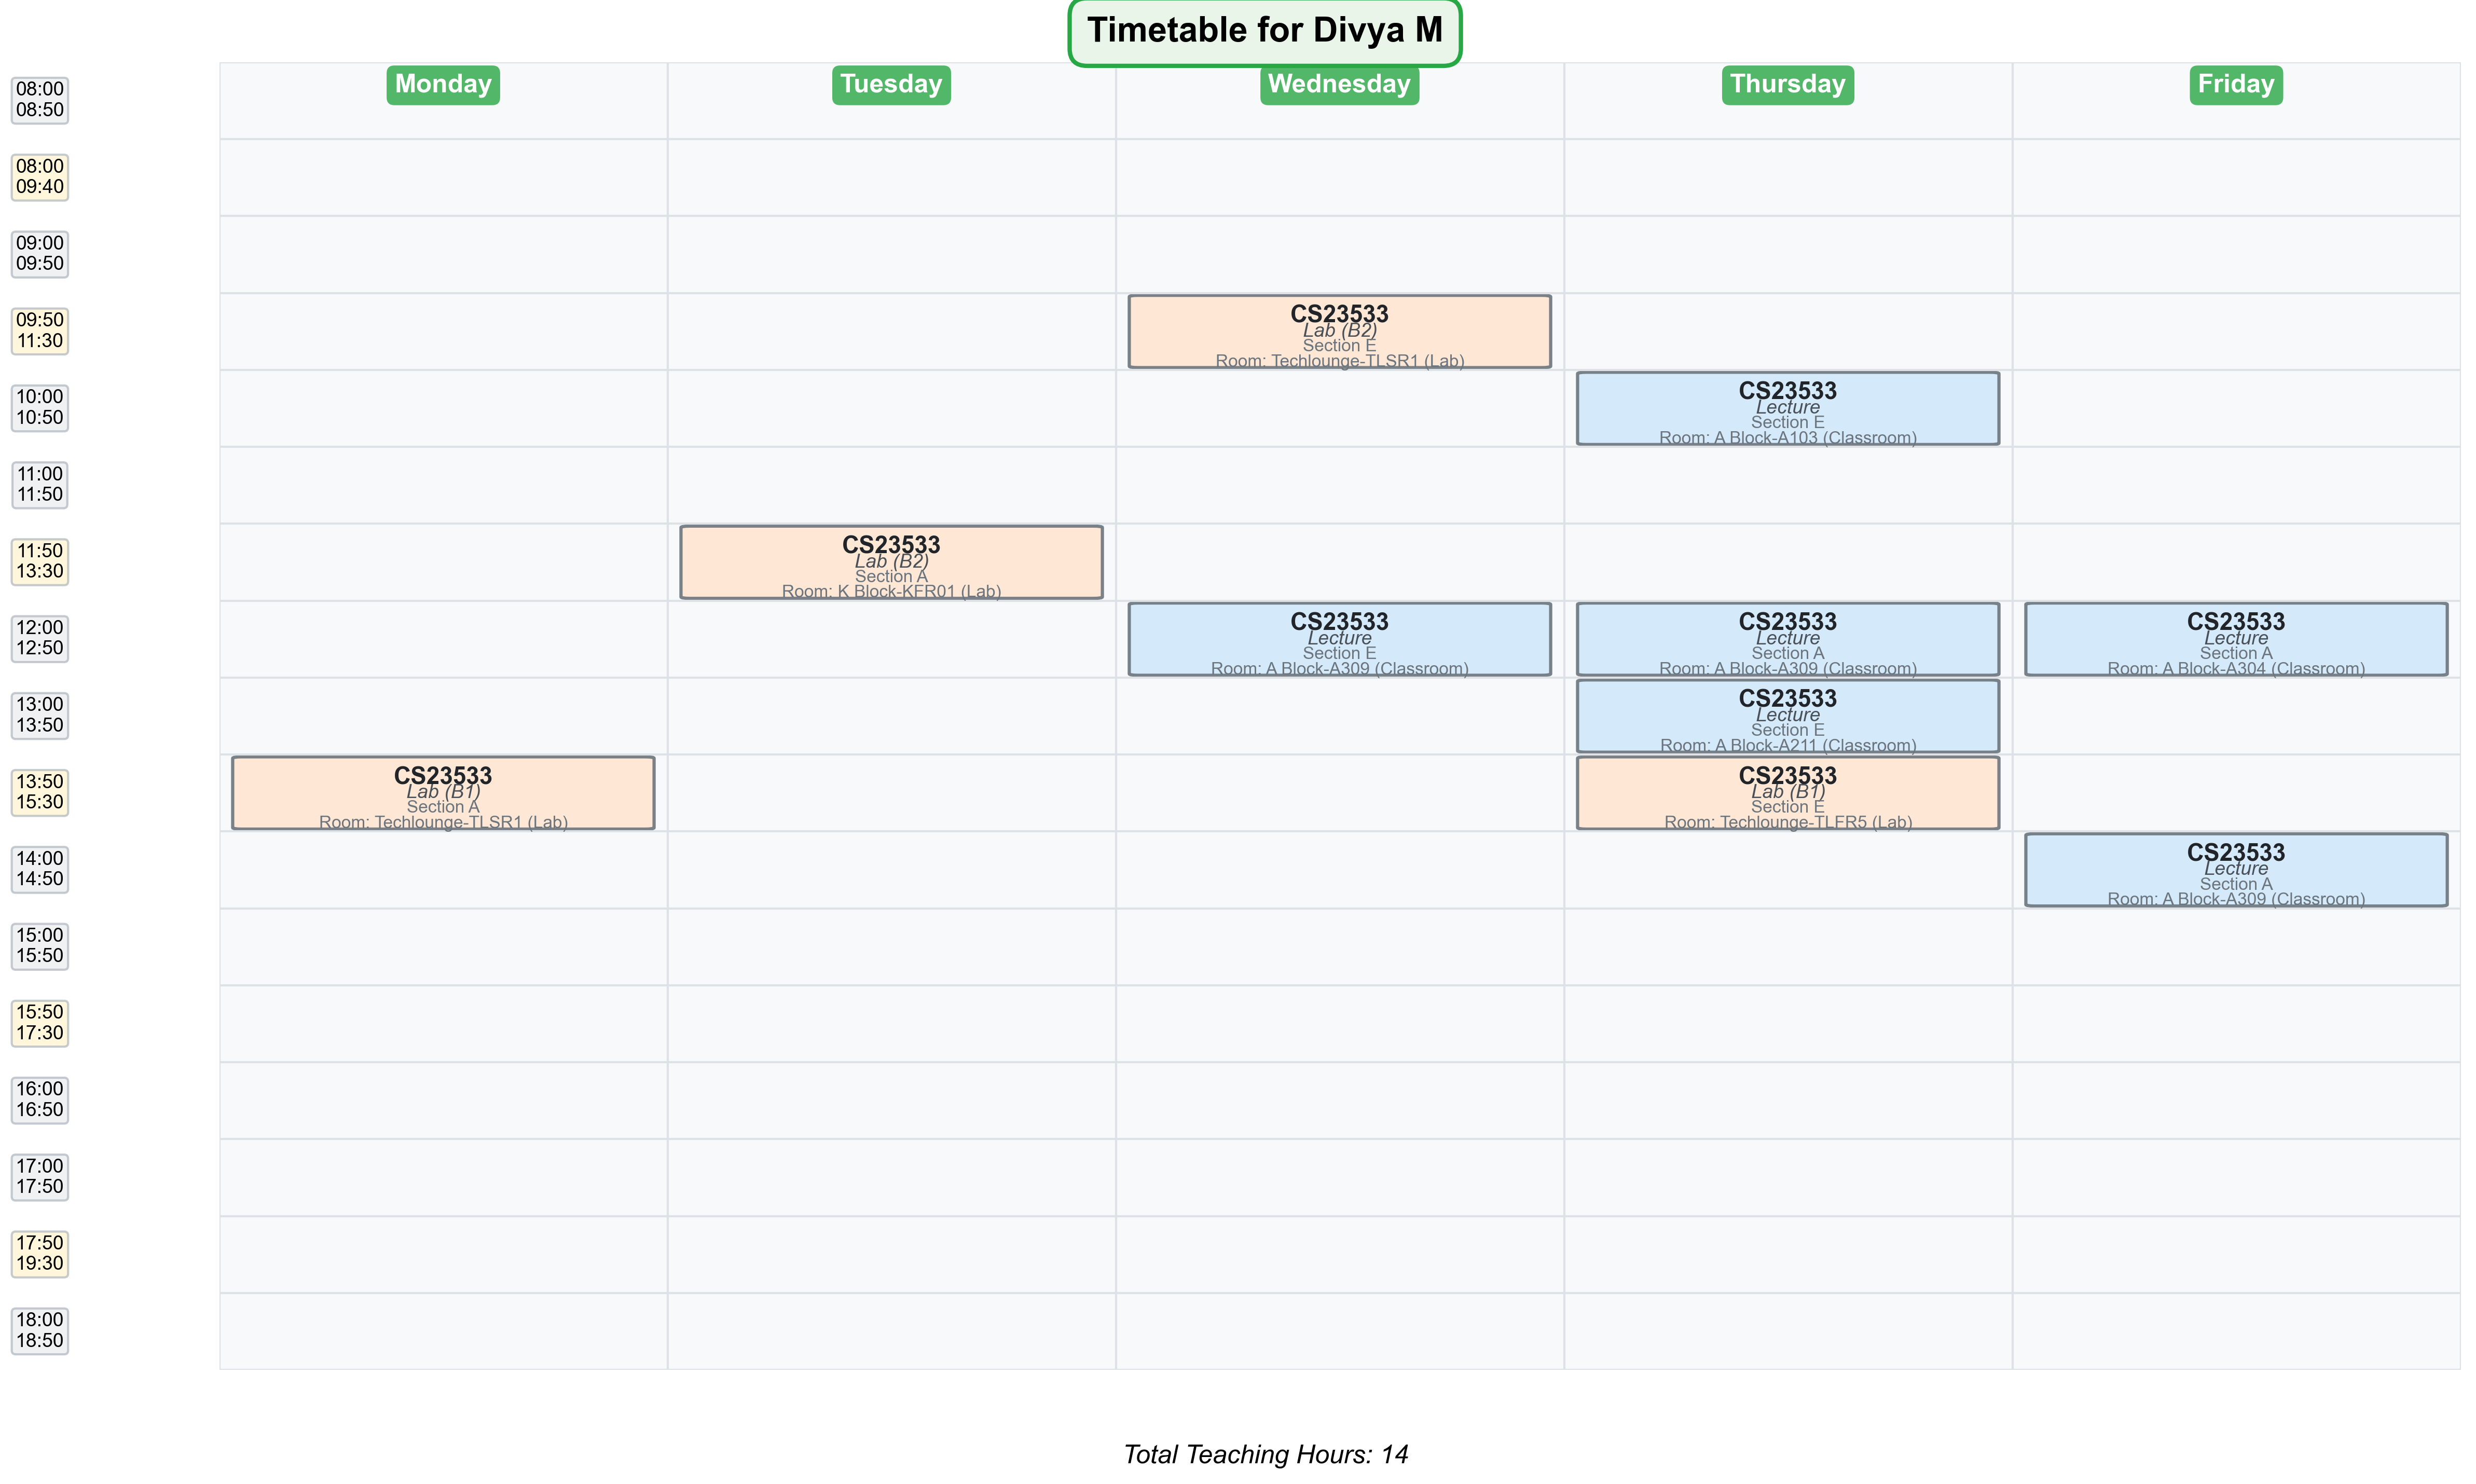 Timetable for Divya M
Monday
Tuesday
Wednesday
Thursday
Friday
08:00
08:50
08:00
09:40
09:00
09:50
09:50
11:30
CS23533
Lab (B2)
Section E
Room: Techlounge-TLSR1 (Lab)
10:00
10:50
CS23533
Lecture
Section E
Room: A Block-A103 (Classroom)
11:00
11:50
11:50
13:30
CS23533
Lab (B2)
Section A
Room: K Block-KFR01 (Lab)
12:00
12:50
CS23533
Lecture
Section E
Room: A Block-A309 (Classroom)
CS23533
Lecture
Section A
Room: A Block-A309 (Classroom)
CS23533
Lecture
Section A
Room: A Block-A304 (Classroom)
13:00
13:50
CS23533
Lecture
Section E
Room: A Block-A211 (Classroom)
13:50
15:30
CS23533
Lab (B1)
Section A
Room: Techlounge-TLSR1 (Lab)
CS23533
Lab (B1)
Section E
Room: Techlounge-TLFR5 (Lab)
14:00
14:50
CS23533
Lecture
Section A
Room: A Block-A309 (Classroom)
15:00
15:50
15:50
17:30
16:00
16:50
17:00
17:50
17:50
19:30
18:00
18:50
Total Teaching Hours: 14